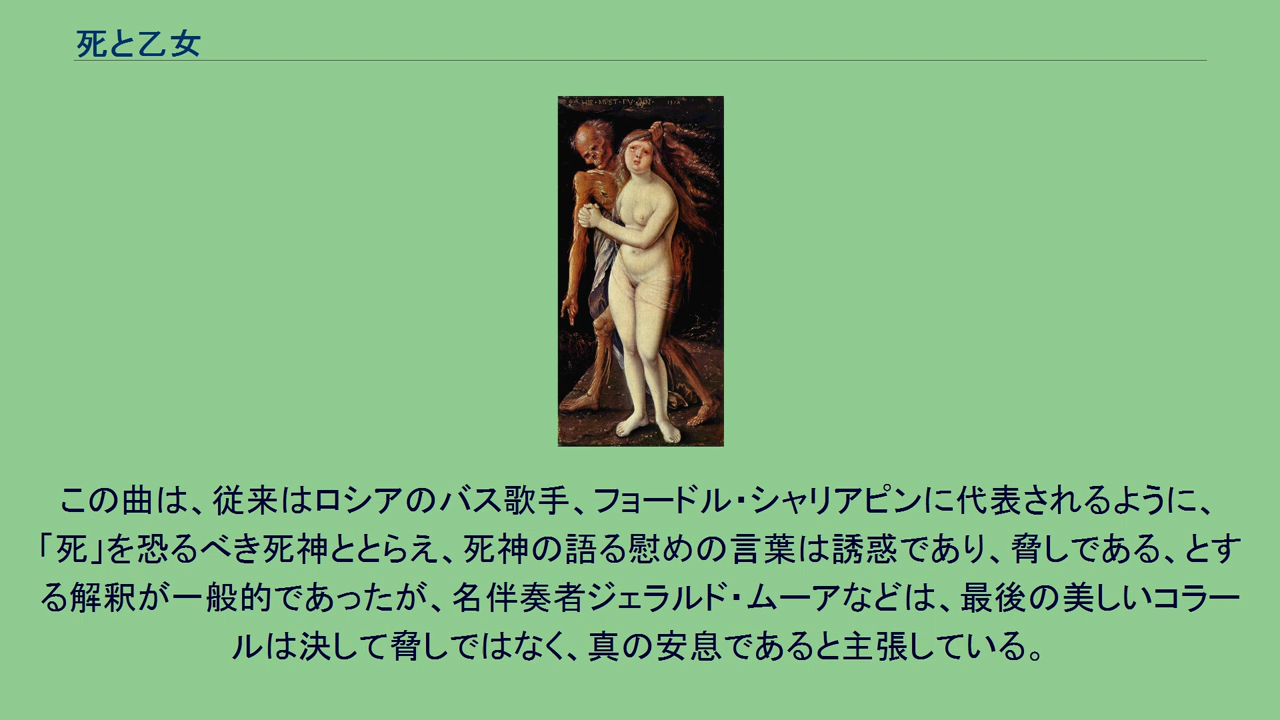 死と乙女
この曲は、従来はロシアのバス歌手、フョードル・シャリアピンに代表されるように、
「死」を恐るべき死神ととらえ、死神の語る慰めの言葉は誘惑であり、脅しである、とす
る解釈が一般的であったが、名伴奏者ジェラルド・ムーアなどは、最後の美しいコラー
ルは決して脅しではなく、真の安息であると主張している。